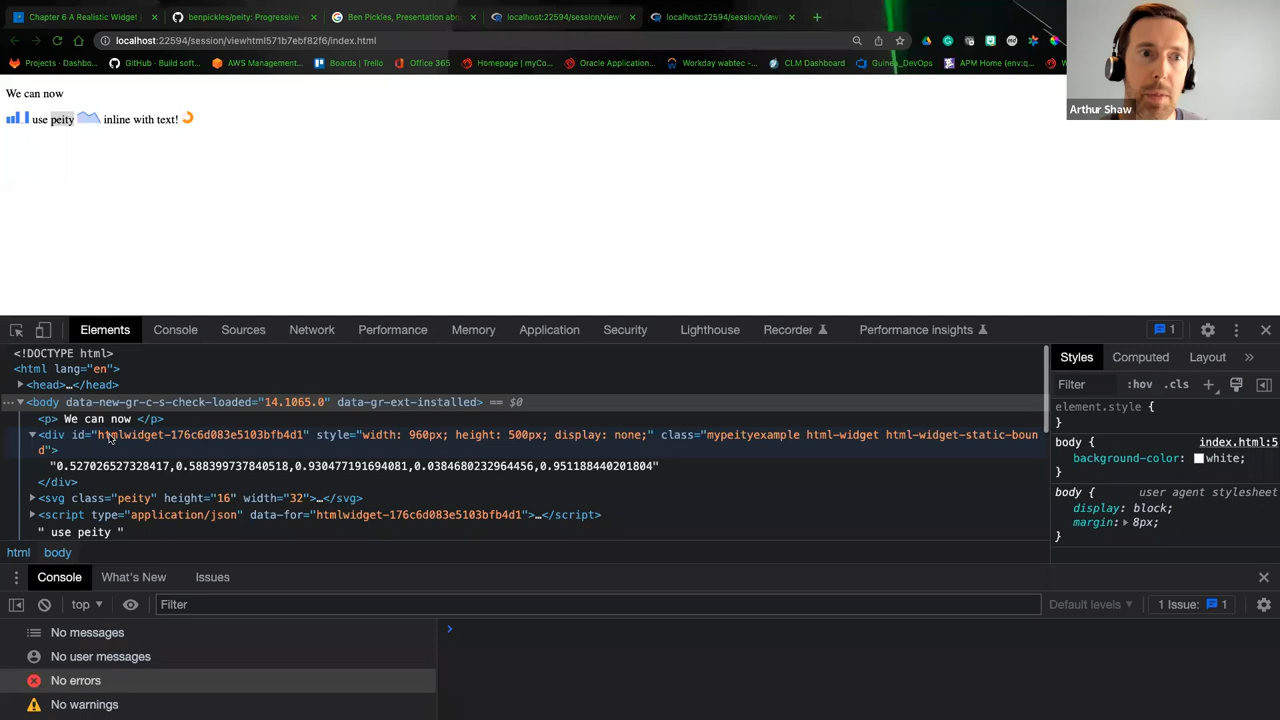 Chapter 6 A Realistic Widget
benpickles/peity: Progressive
Ben Pickles, Presentation abo
localhost:22594/session/viewh
localhost:22594/session/viewh
localhost:22594/session/viewhtml571b7ebf82f6/index.html
Projects · Dashbo...
GitHub · Build soft...
AWS Management...
Boards | Trello
Office 365
Homepage | myCo...
Oracle Application...
Workday wabtec -...
CLM Dashboard
Guinea_DevOps
APM Home (env:q...
Arthur Shaw
We can now
use peity inline with text!
Elements Console Sources Network Performance Memory Application Security Lighthouse Recorder Performance insights 1
<!DOCTYPE html>
<html lang="en">
<head>…</head>
<body data-new-gr-c-s-check-loaded="14.1065.0" data-gr-ext-installed> == $0
<p> We can now </p>
<div id="htmlwidget-176c6d083e5103bfb4d1" style="width: 960px; height: 500px; display: none;" class="mypeityexample html-widget html-widget-static-boun
d">
"0.527026527328417,0.588399737840518,0.930477191694081,0.0384680232964456,0.951188440201804"
</div>
<svg class="peity" height="16" width="32">…</svg>
<script type="application/json" data-for="htmlwidget-176c6d083e5103bfb4d1">…</script>
" use peity "
html body
Styles Computed Layout
Filter :hov .cls
element.style {
}
body { index.html:5
background-color: white;
}
body { user agent stylesheet
display: block;
margin: 8px;
}
Console What's New Issues
top Filter Default levels 1 Issue: 1
No messages
No user messages
No errors
No warnings